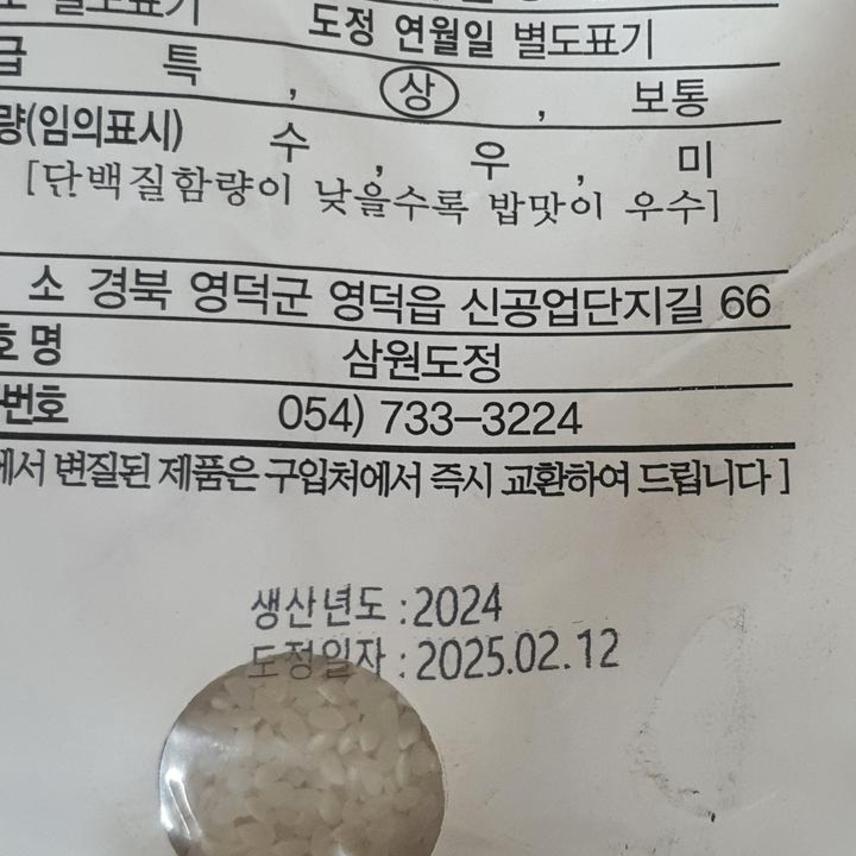 별도표기 도정 연월일 별도표기
급 특 , 상 , 보통
량(임의표시) 수 , 우 , 미
[단백질함량이 낮을수록 밥맛이 우수]
소 경북 영덕군 영덕읍 신공업단지길 66
호 명 삼원도정
번호 054) 733-3224
에서 변질된 제품은 구입처에서 즉시 교환하여 드립니다 ]
생산년도 : 2024
도정일자 : 2025.02.12